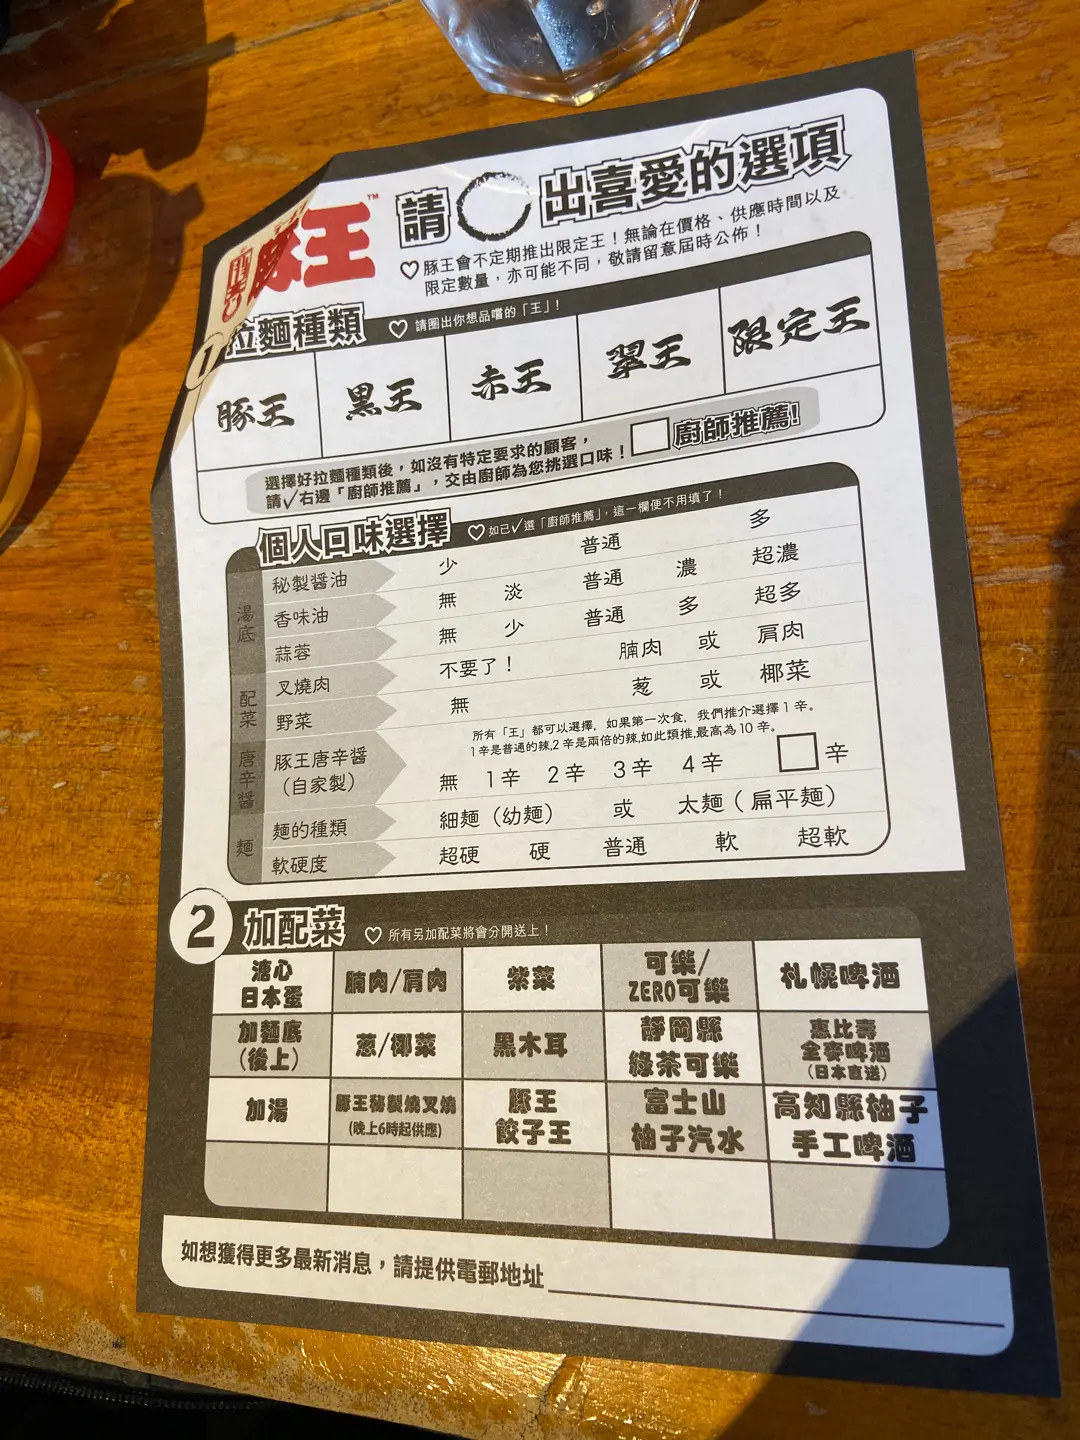 豚王™
請○出喜愛的選項
♡豚王會不定期推出限定王！無論在價格、供應時間以及
限定數量，亦可能不同，敬請留意屆時公佈！
1 拉麵種類 ♡請圈出你想品嚐的「王」！
豚王 黑王 赤王 翠王 限定王
選擇好拉麵種類後，如沒有特定要求的顧客，
請✓右邊「廚師推薦」，交由廚師為您挑選口味！ 廚師推薦!
個人口味選擇 ♡如已✓選「廚師推薦」，這一欄便不用填了！
湯底
秘製醬油 少 普通 多
香味油 無 淡 普通 濃 超濃
蒜蓉 無 少 普通 多 超多
配菜
叉燒肉 不要了！ 腩肉 或 肩肉
野菜 無 葱 或 椰菜
唐辛醬
所有「王」都可以選擇，如果第一次食，我們推介選擇1辛。
1辛是普通的辣,2辛是兩倍的辣,如此類推,最高為10辛。
豚王唐辛醬
（自家製） 無 1辛 2辛 3辛 4辛 辛
麵
麵的種類 細麵（幼麵） 或 太麵（扁平麵）
軟硬度 超硬 硬 普通 軟 超軟
2 加配菜 ♡所有另加配菜將會分開送上！
溏心
日本蛋
腩肉/肩肉
紫菜
可樂/
ZERO可樂
札幌啤酒
加麵底
（後上）
葱/椰菜
黑木耳
靜岡縣
綠茶可樂
惠比壽
全麥啤酒
（日本直送）
加湯
豚王秘製燒叉燒
（晚上6時起供應）
豚王
餃子王
富士山
柚子汽水
高知縣柚子
手工啤酒
如想獲得更多最新消息，請提供電郵地址